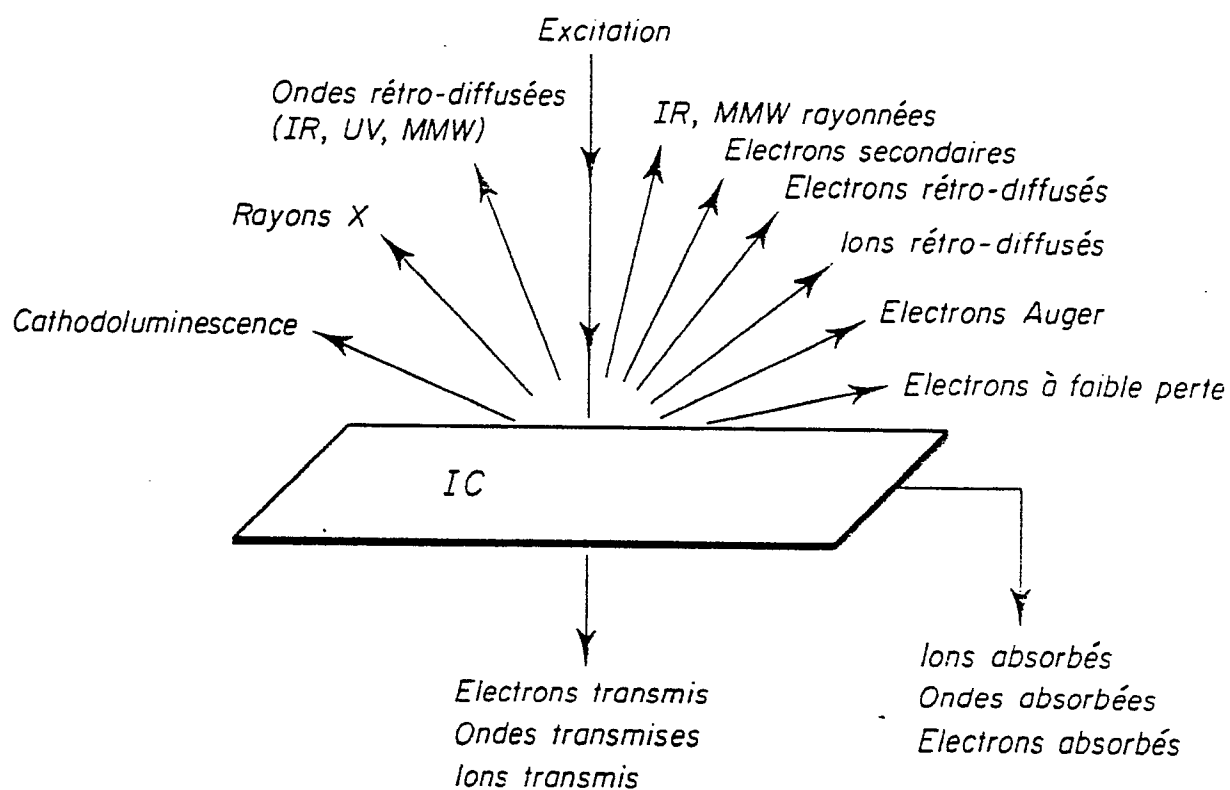 Excitation
Ondes rétro-diffusées
(IR, UV, MMW)
IR, MMW rayonnées
Electrons secondaires
Electrons rétro-diffusés
Rayons X
Ions rétro-diffusés
Cathodoluminescence
Electrons Auger
Electrons à faible perte
IC
Electrons transmis
Ondes transmises
Ions transmis
Ions absorbés
Ondes absorbées
Electrons absorbés